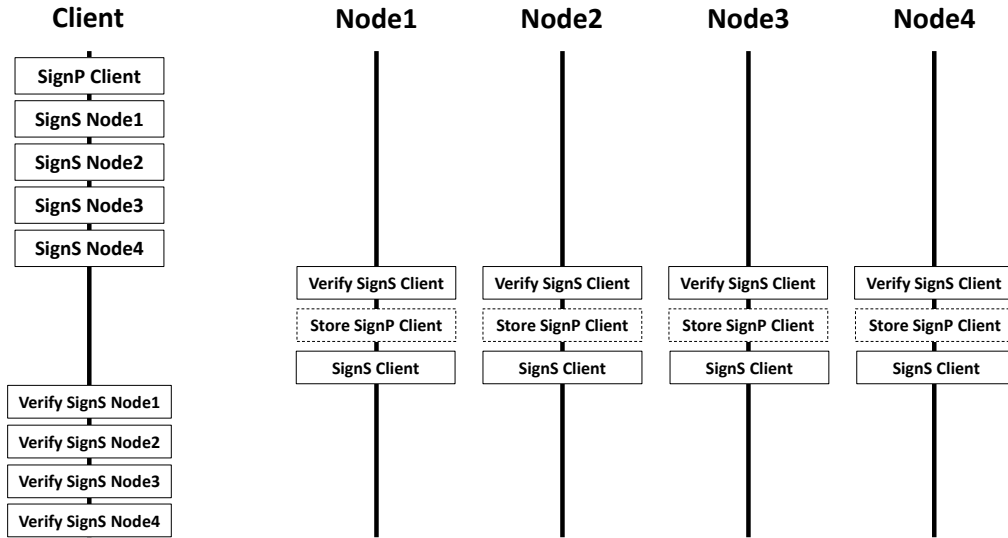 Client
Node1
Node2
Node3
Node4
SignP Client
SignS Node1
SignS Node2
SignS Node3
SignS Node4
Verify SignS Client
Verify SignS Client
Verify SignS Client
Verify SignS Client
Store SignP Client
Store SignP Client
Store SignP Client
Store SignP Client
SignS Client
SignS Client
SignS Client
SignS Client
Verify SignS Node1
Verify SignS Node2
Verify SignS Node3
Verify SignS Node4